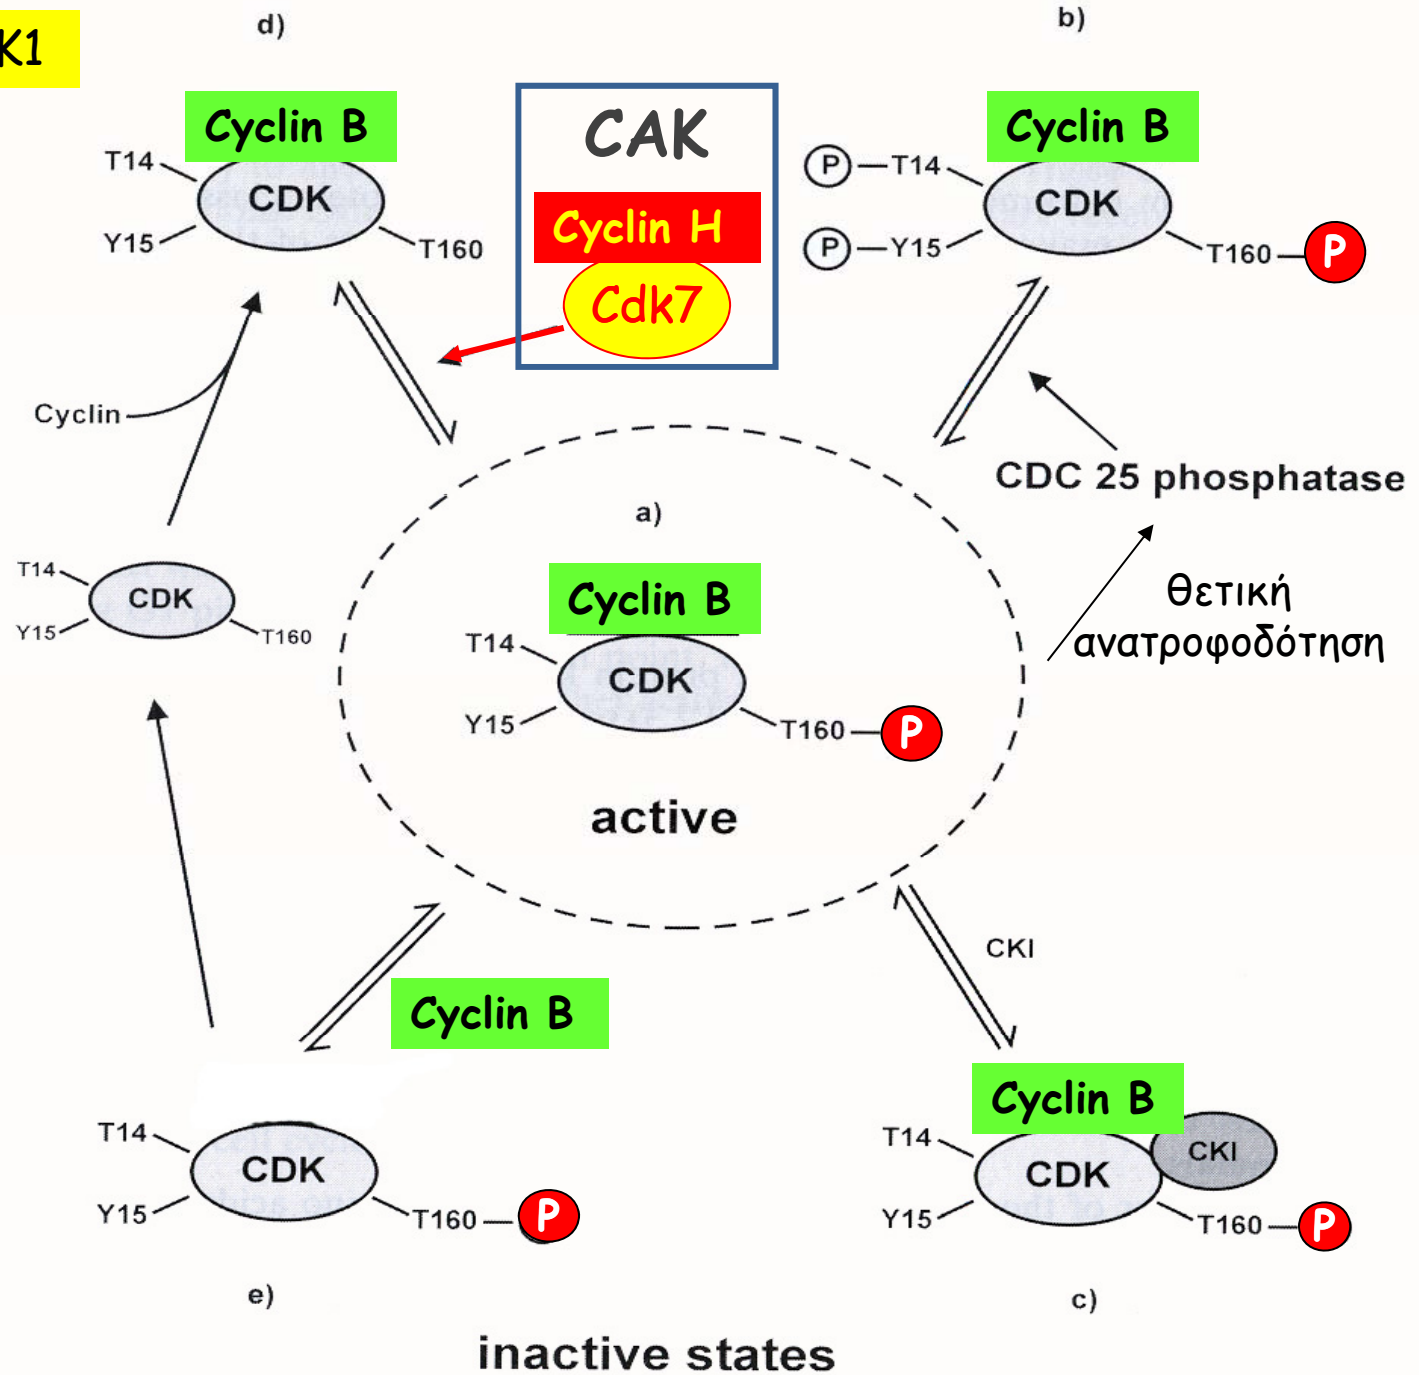 K1
d)
b)
Cyclin B
T14
CDK
Y15
T160
CAK
Cyclin H
Cdk7
Cyclin B
P
T14
CDK
P
Y15
T160
P
Cyclin
CDC 25 phosphatase
θετική
ανατροφοδότηση
T14
CDK
Y15
T160
a)
Cyclin B
T14
CDK
Y15
T160
P
active
CKI
Cyclin B
T14
CDK
Y15
T160
P
e)
Cyclin B
T14
CDK
CKI
Y15
T160
P
c)
inactive states